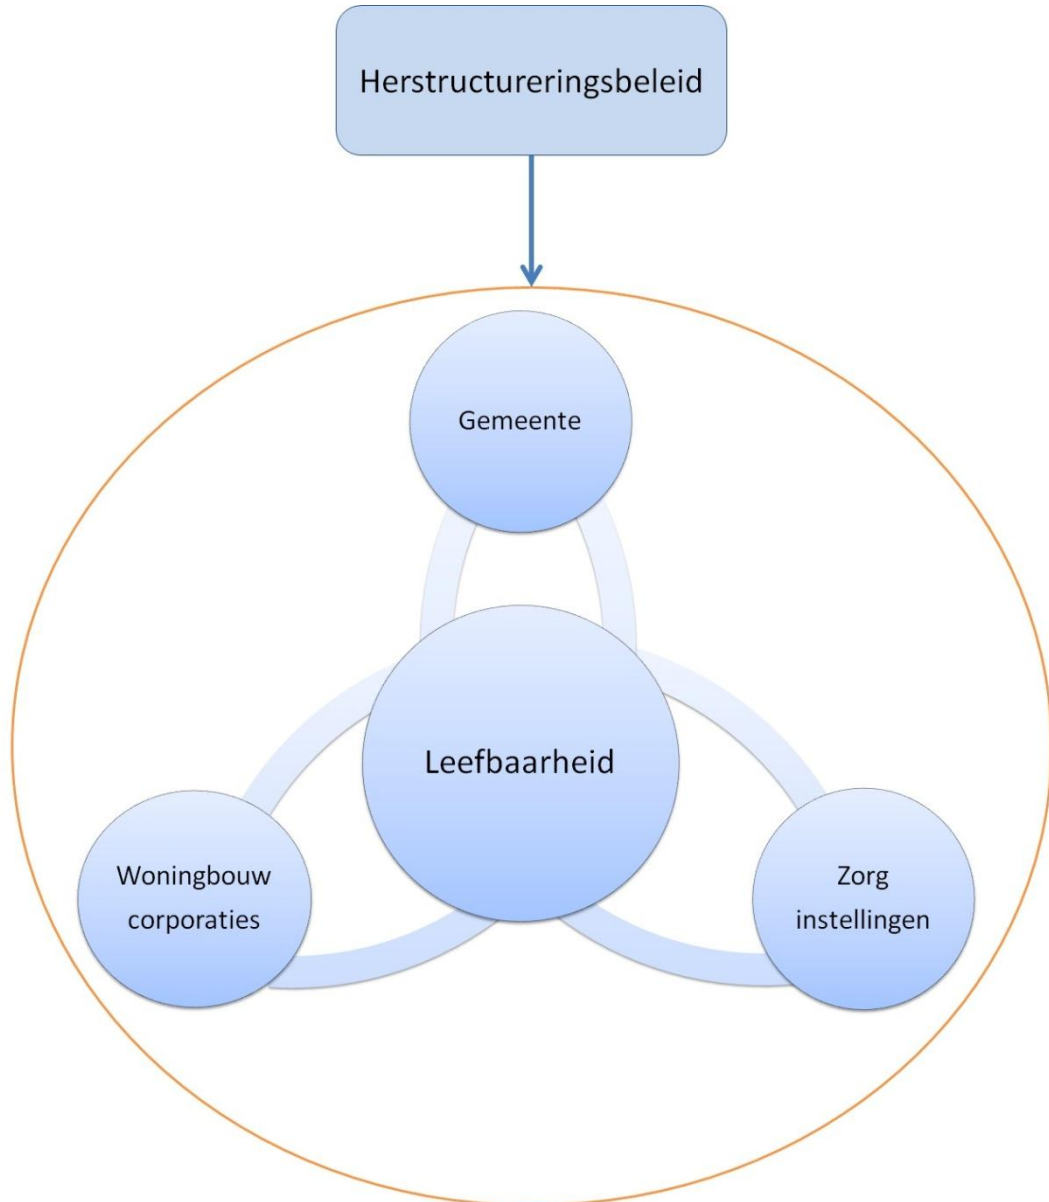 Herstructureringsbeleid
Gemeente
Leefbaarheid
Woningbouw
corporaties
Zorg
instellingen